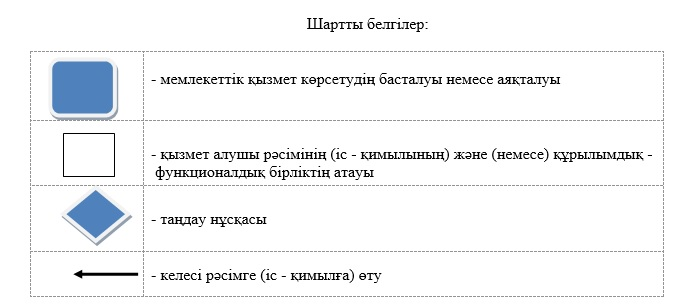 Шартты белгілер:
- мемлекеттік қызмет көрсетудің басталуы немесе аяқталуы
- қызмет алушы рәсімінің (іс - қимылының) және (немесе) құрылымдық -
функционалдық бірліктің атауы
- таңдау нұсқасы
- келесі рәсімге (іс - қимылға) өту